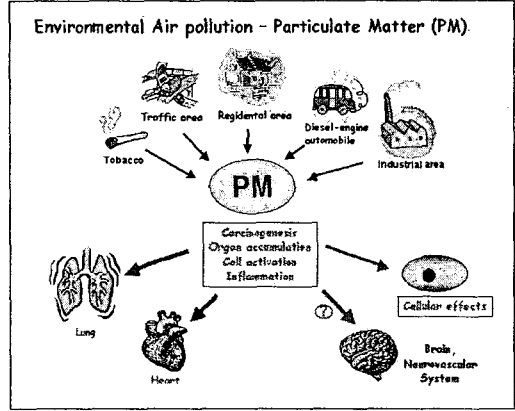 Environmental Air pollution - Particulate Matter (PM)
Traffic area
Regidental area
Diesel-engine
automobile
Tobacco
Industrial area
PM
Carcinogenesis
Organ accumulation
Cell activation
Inflammation
Lung
Heart
?
Cellular effects
Brain,
Neurovascular
System